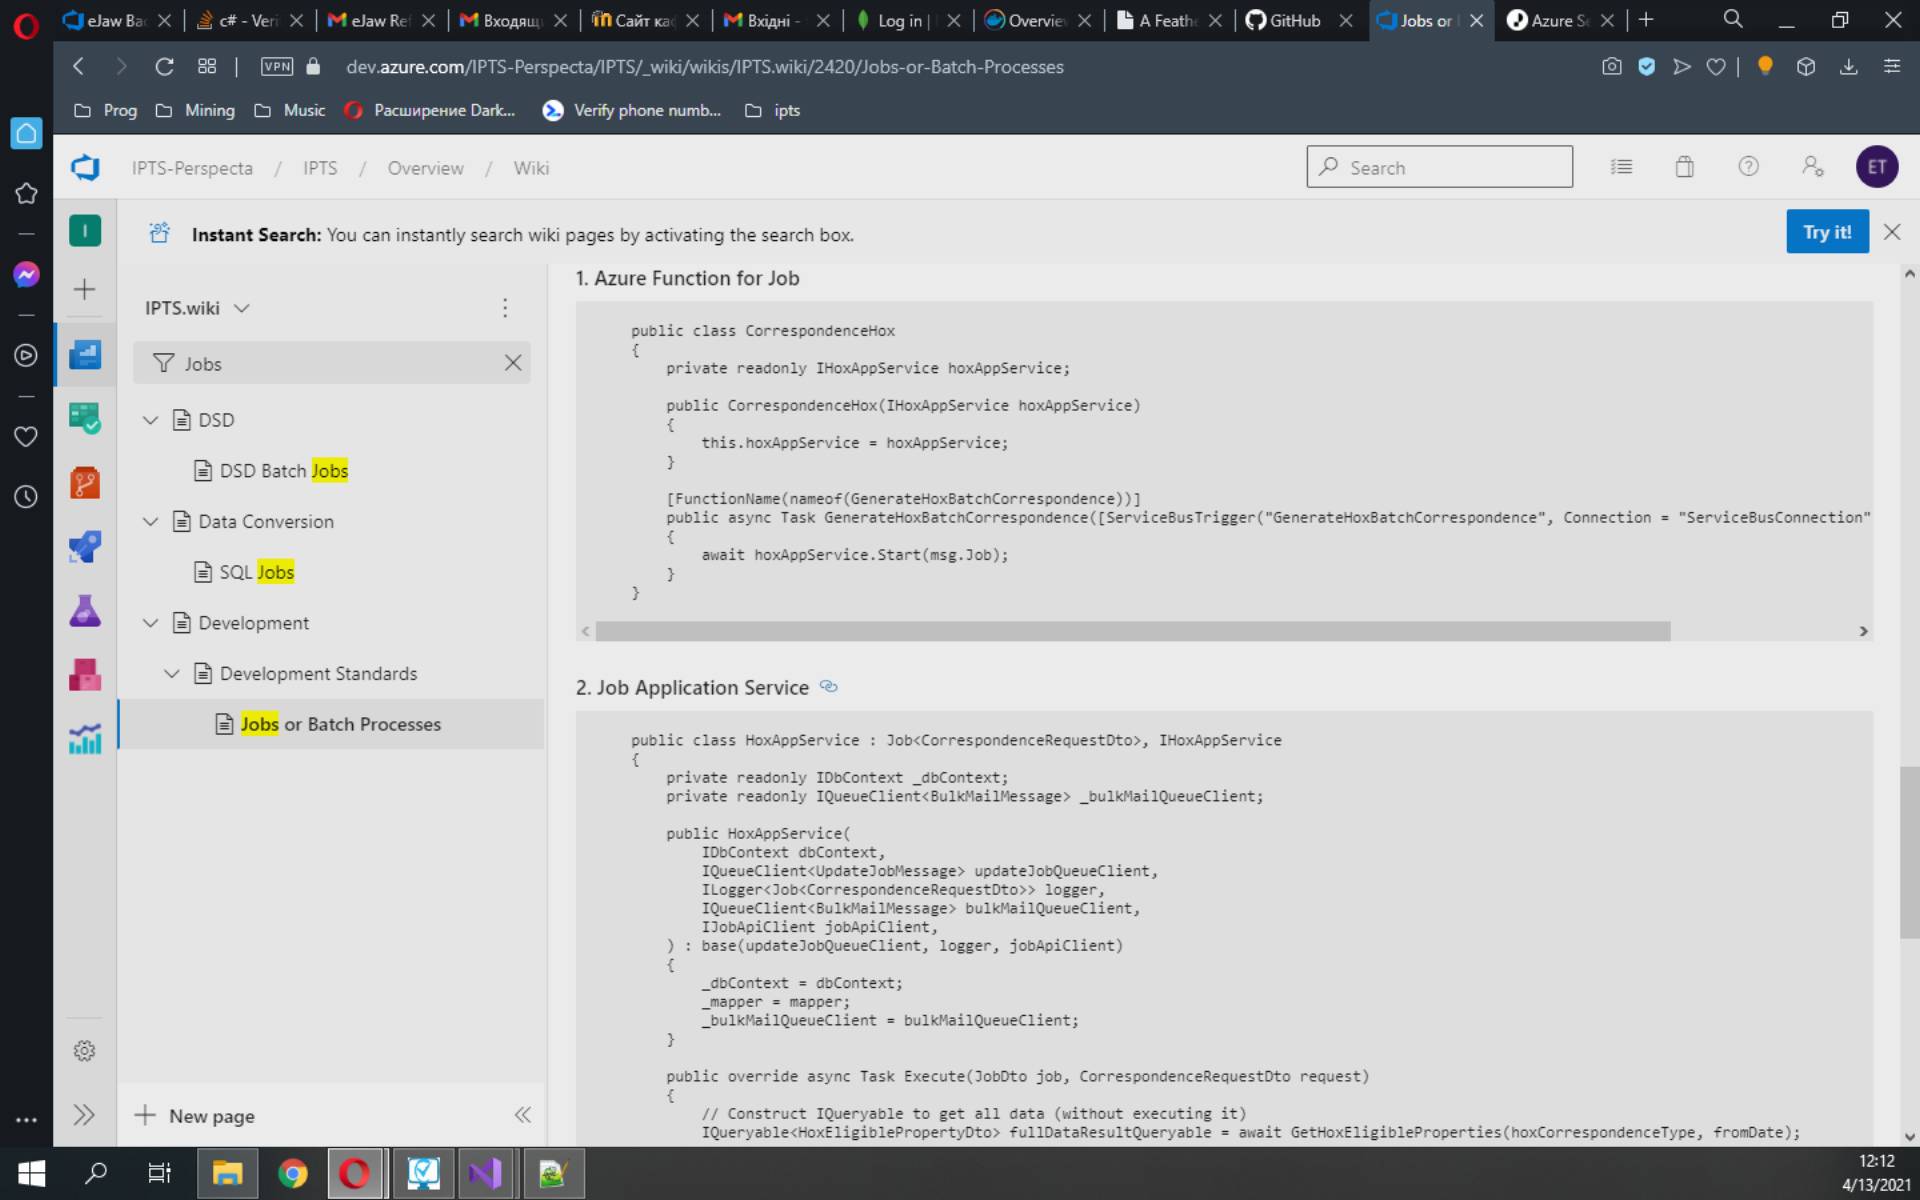 eJaw Bac
c# - Veri
eJaw Ref
Входящ
Сайт каф
Вхідні -
Log in |
Overview
A Feathe
GitHub
Jobs or
Azure Se
VPN
dev.azure.com/IPTS-Perspecta/IPTS/_wiki/wikis/IPTS.wiki/2420/Jobs-or-Batch-Processes
Prog
Mining
Music
Расширение Dark...
Verify phone numb...
ipts
IPTS-Perspecta / IPTS / Overview / Wiki
Search
ET
I
Instant Search: You can instantly search wiki pages by activating the search box.
Try it!
IPTS.wiki
Jobs
DSD
DSD Batch Jobs
Data Conversion
SQL Jobs
Development
Development Standards
Jobs or Batch Processes
New page
1. Azure Function for Job
public class CorrespondenceHox
{
private readonly IHoxAppService hoxAppService;
public CorrespondenceHox(IHoxAppService hoxAppService)
{
this.hoxAppService = hoxAppService;
}
[FunctionName(nameof(GenerateHoxBatchCorrespondence))]
public async Task GenerateHoxBatchCorrespondence([ServiceBusTrigger("GenerateHoxBatchCorrespondence", Connection = "ServiceBusConnection"
{
await hoxAppService.Start(msg.Job);
}
}
2. Job Application Service
public class HoxAppService : Job<CorrespondenceRequestDto>, IHoxAppService
{
private readonly IDbContext _dbContext;
private readonly IQueueClient<BulkMailMessage> _bulkMailQueueClient;
public HoxAppService(
IDbContext dbContext,
IQueueClient<UpdateJobMessage> updateJobQueueClient,
ILogger<Job<CorrespondenceRequestDto>> logger,
IQueueClient<BulkMailMessage> bulkMailQueueClient,
IJobApiClient jobApiClient,
) : base(updateJobQueueClient, logger, jobApiClient)
{
_dbContext = dbContext;
_mapper = mapper;
_bulkMailQueueClient = bulkMailQueueClient;
}
public override async Task Execute(JobDto job, CorrespondenceRequestDto request)
{
// Construct IQueryable to get all data (without executing it)
IQueryable<HoxEligiblePropertyDto> fullDataResultQueryable = await GetHoxEligibleProperties(hoxCorrespondenceType, fromDate);
12:12
4/13/2021